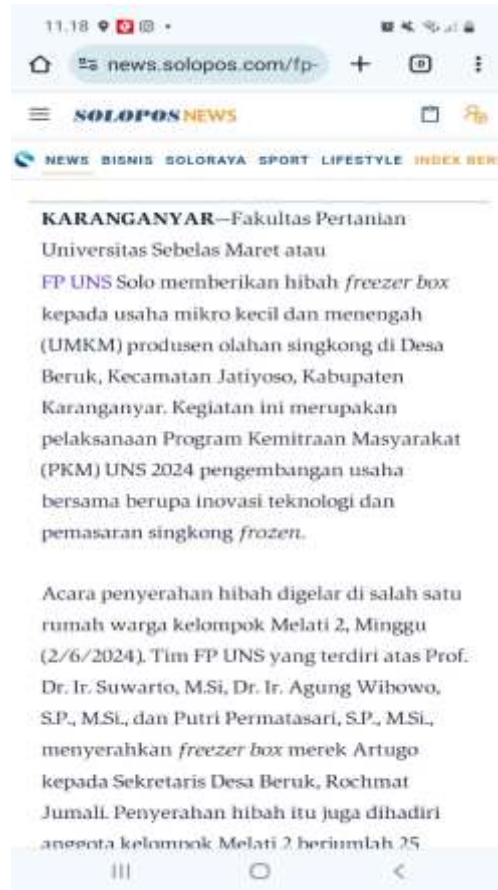 11.18
news.solopos.com/fp-
SOLOPOSNEWS
NEWS BISNIS SOLORAYA SPORT LIFESTYLE INDEX BER
KARANGANYAR—Fakultas Pertanian
Universitas Sebelas Maret atau
FP UNS Solo memberikan hibah freezer box
kepada usaha mikro kecil dan menengah
(UMKM) produsen olahan singkong di Desa
Beruk, Kecamatan Jatiyoso, Kabupaten
Karanganyar. Kegiatan ini merupakan
pelaksanaan Program Kemitraan Masyarakat
(PKM) UNS 2024 pengembangan usaha
bersama berupa inovasi teknologi dan
pemasaran singkong frozen.
Acara penyerahan hibah digelar di salah satu
rumah warga kelompok Melati 2, Minggu
(2/6/2024). Tim FP UNS yang terdiri atas Prof.
Dr. Ir. Suwarto, M.Si, Dr. Ir. Agung Wibowo,
S.P., M.Si., dan Putri Permatasari, S.P., M.Si.,
menyerahkan freezer box merek Artugo
kepada Sekretaris Desa Beruk, Rochmat
Jumali. Penyerahan hibah itu juga dihadiri
anggota kelompok Melati 2 berjumlah 25